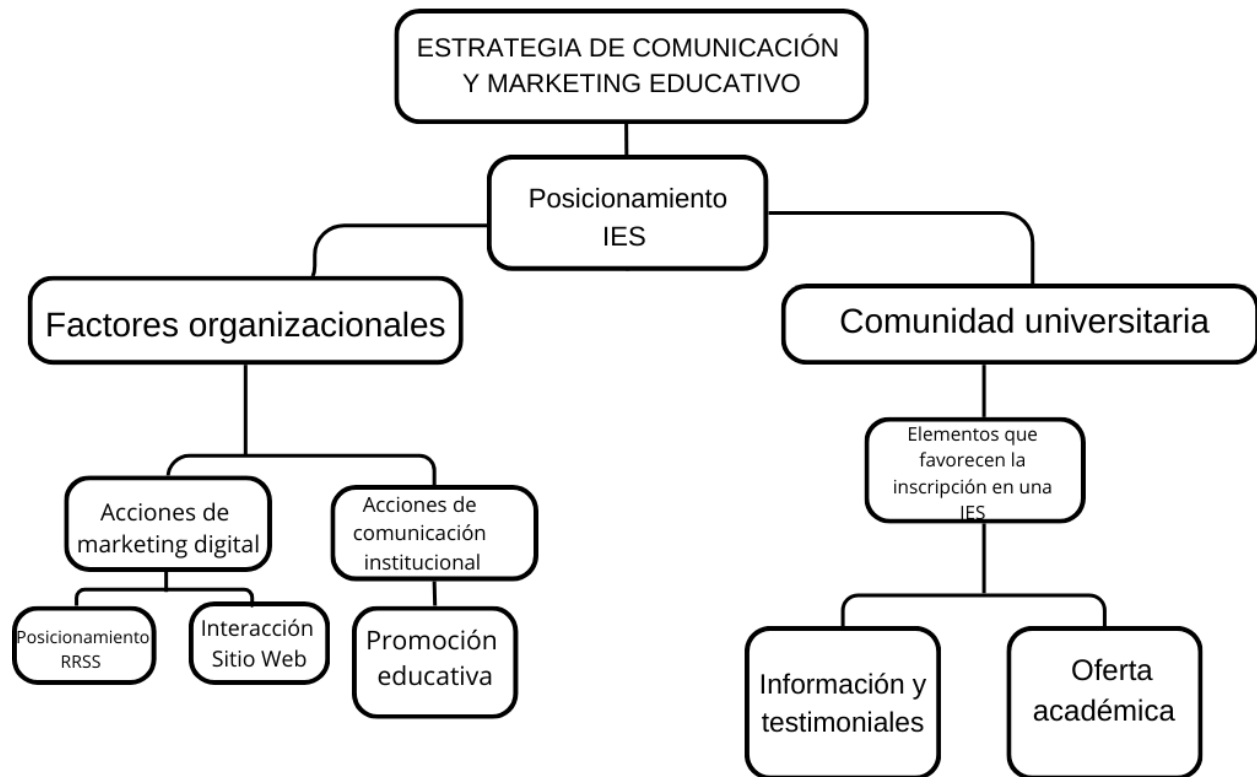 ESTRATEGIA DE COMUNICACIÓN
Y MARKETING EDUCATIVO
Posicionamiento
IES
Factores organizacionales
Comunidad universitaria
Elementos que
favorecen la
inscripción en una
IES
Acciones de
marketing digital
Acciones de
comunicación
institucional
Posicionamiento
RRSS
Interacción
Sitio Web
Promoción
educativa
Información y
testimoniales
Oferta
académica